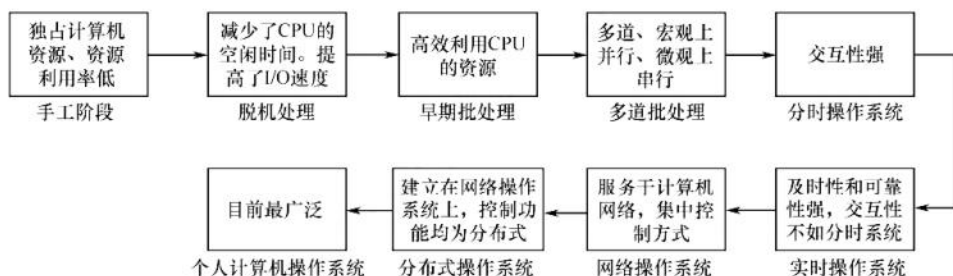 独占计算机
资源、资源
利用率低
手工阶段
减少了CPU的
空闲时间。提
高了I/O速度
脱机处理
高效利用CPU
的资源
早期批处理
多道、宏观上
并行、微观上
串行
多道批处理
交互性强
分时操作系统
及时性和可靠
性强，交互性
不如分时系统
实时操作系统
服务于计算机
网络，集中控
制方式
网络操作系统
建立在网络操作
系统上，控制功
能均为分布式
分布式操作系统
目前最广泛
个人计算机操作系统